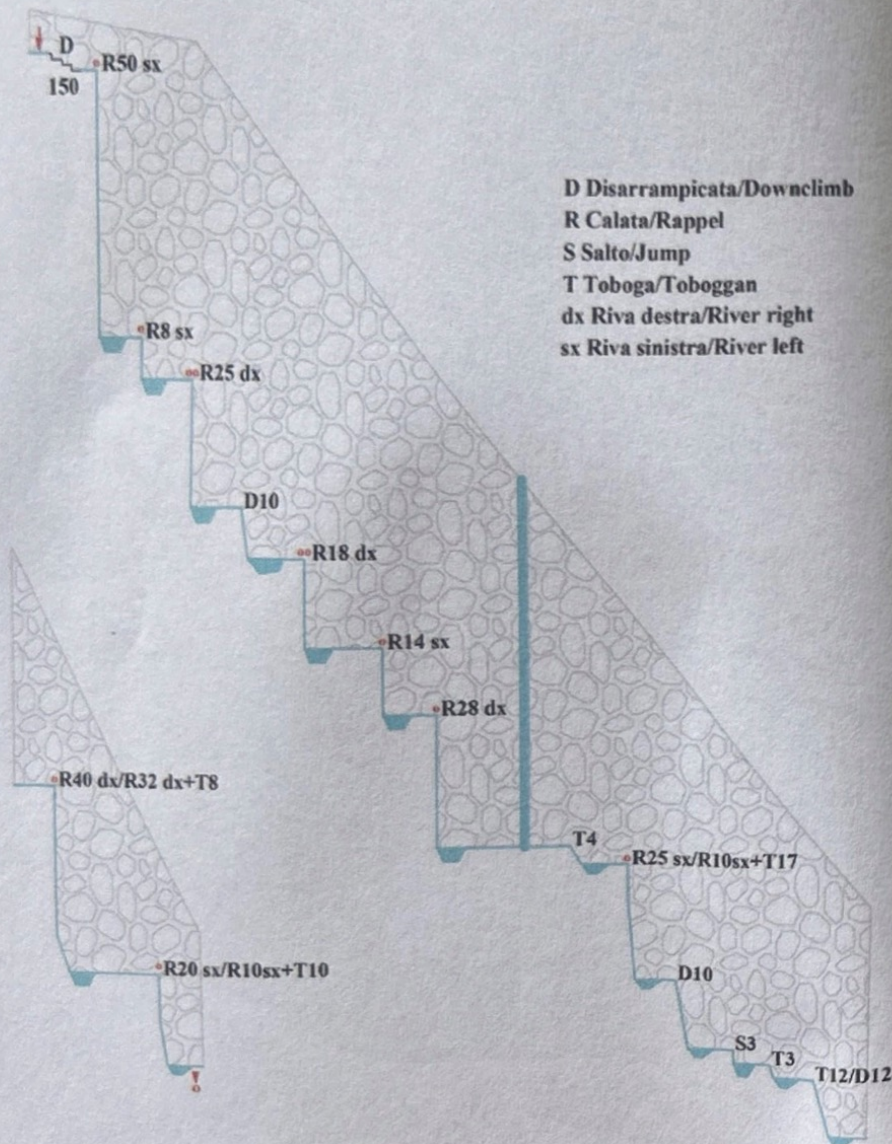 D
R50 sx
150
D Disarrampicata/Downclimb
R Calata/Rappel
S Salto/Jump
T Toboga/Toboggan
dx Riva destra/River right
sx Riva sinistra/River left
R8 sx
R25 dx
D10
R18 dx
R14 sx
R28 dx
T4
R25 sx/R10sx+T17
D10
S3
T3
T12/D12
R40 dx/R32 dx+T8
R20 sx/R10sx+T10